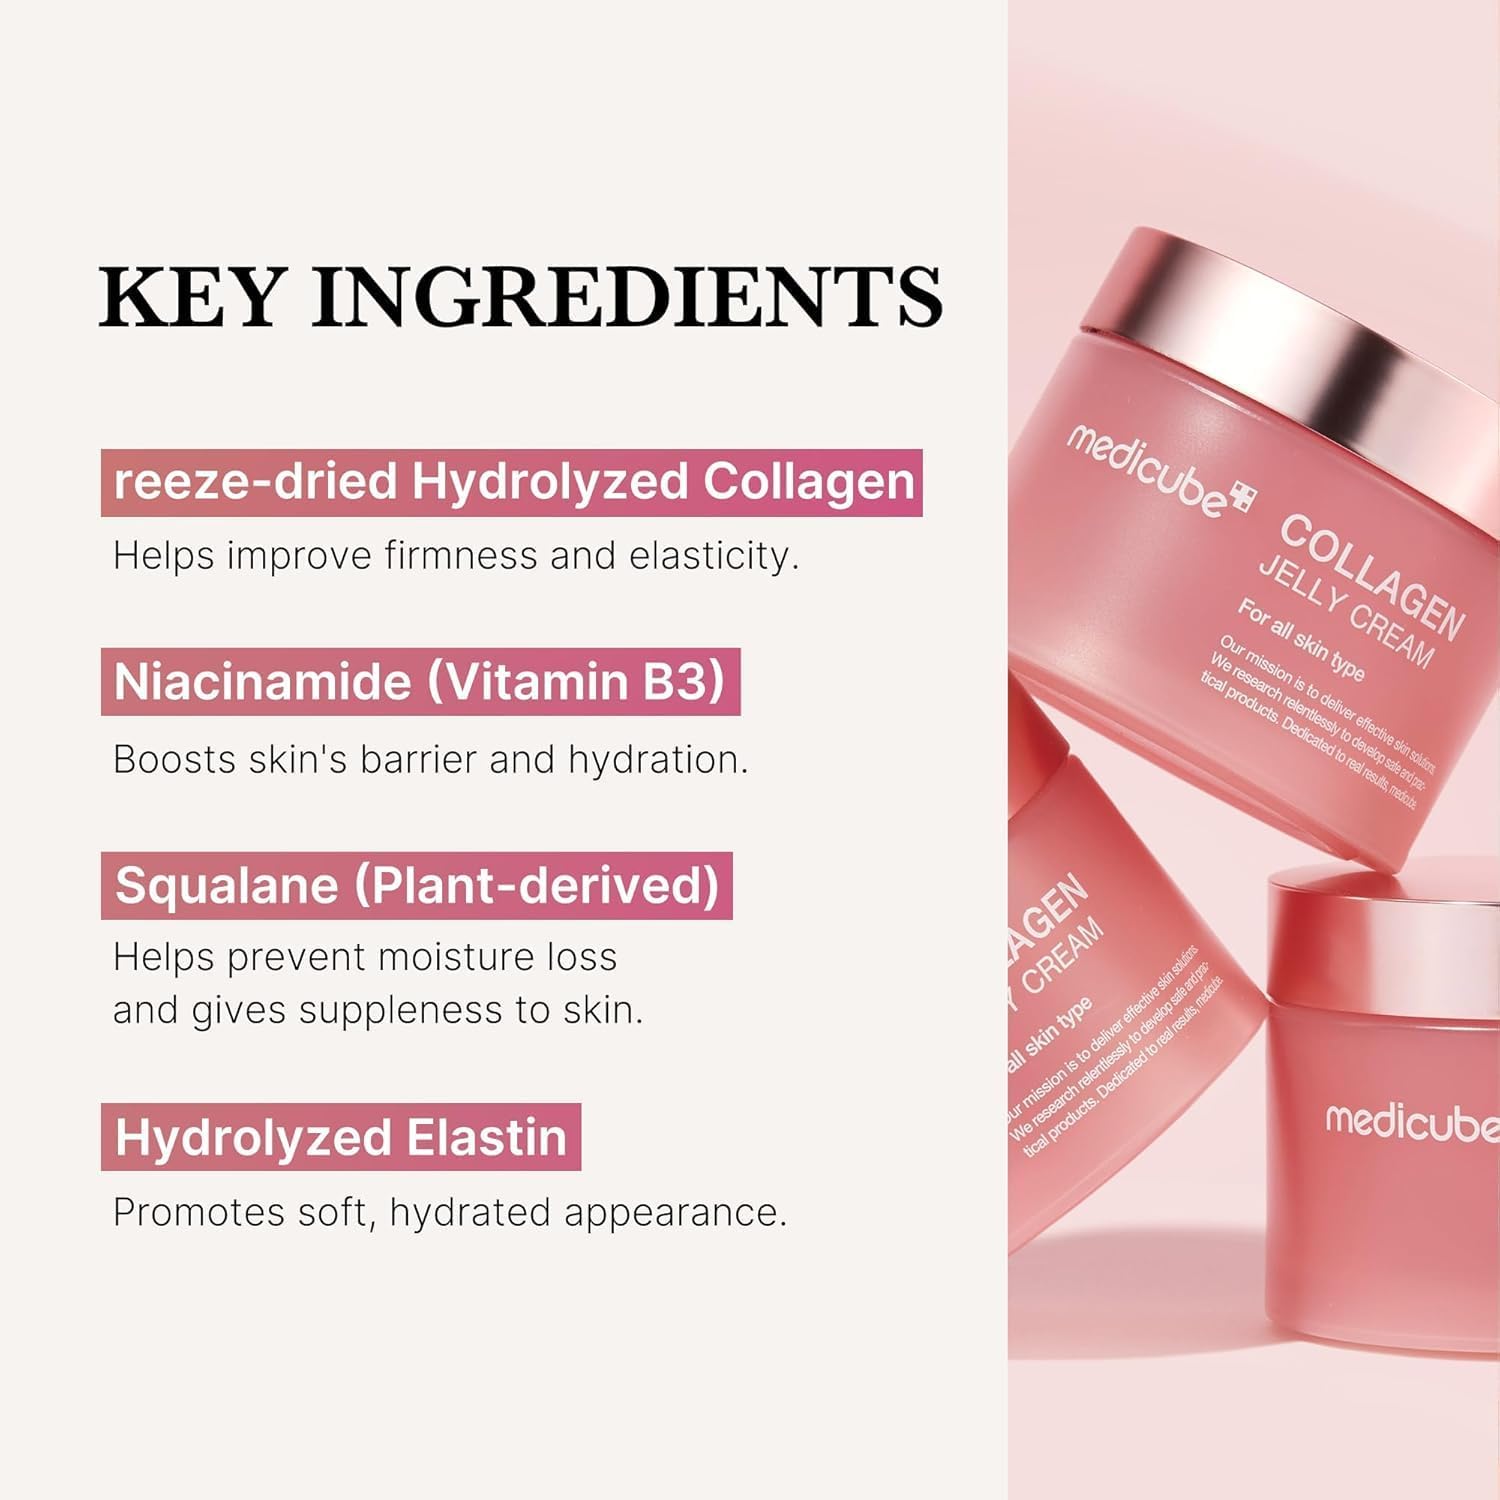 KEY INGREDIENTS
reeze-dried Hydrolyzed Collagen
Helps improve firmness and elasticity.
Niacinamide (Vitamin B3)
Boosts skin's barrier and hydration.
Squalane (Plant-derived)
Helps prevent moisture loss
and gives suppleness to skin.
Hydrolyzed Elastin
Promotes soft, hydrated appearance.
medicube
COLLAGEN
JELLY CREAM
For all skin type
Our mission is to deliver effective skin solutions.
We research relentlessly to develop safe and prac-
tical products. Dedicated to real results, medicube.
LAGEN
Y CREAM
all skin type
our mission is to deliver effective skin solutions.
We research relentlessly to develop safe and prac-
tical products. Dedicated to real results, medicube.
medicube